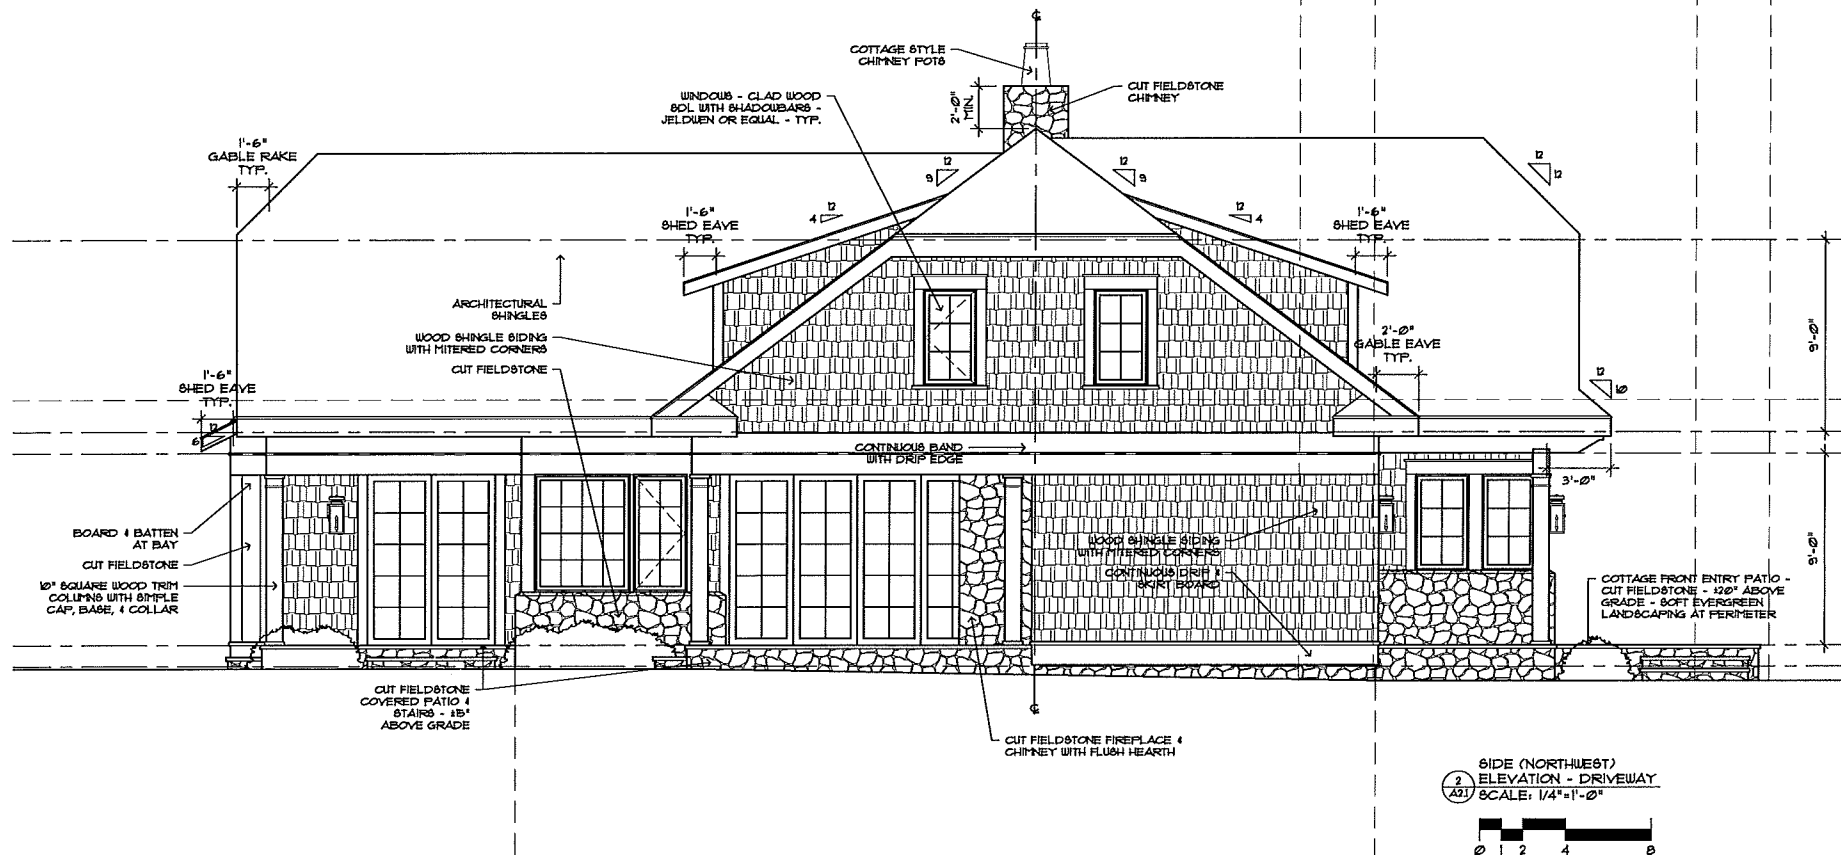 ℄
COTTAGE STYLE
CHIMNEY POTS
CUT FIELDSTONE
CHIMNEY
2'-0"
MIN.
WINDOWS - CLAD WOOD
SDL WITH SHADOWBARS -
JELDWEN OR EQUAL - TYP.
1'-6"
GABLE RAKE
TYP.
12
9
12
9
12
12
12
4
12
4
1'-6"
SHED EAVE
TYP.
1'-6"
SHED EAVE
TYP.
ARCHITECTURAL
SHINGLES
WOOD SHINGLE SIDING
WITH MITERED CORNERS
CUT FIELDSTONE
2'-0"
GABLE EAVE
TYP.
9'-0"
1'-6"
SHED EAVE
TYP.
12
6
12
10
CONTINUOUS BAND
WITH DRIP EDGE
3'-0"
BOARD & BATTEN
AT BAY
CUT FIELDSTONE
10" SQUARE WOOD TRIM
COLUMNS WITH SIMPLE
CAP, BASE, & COLLAR
WOOD SHINGLE SIDING
WITH MITERED CORNERS
CONTINUOUS DRIP &
SKIRT BOARD
9'-0"
COTTAGE FRONT ENTRY PATIO -
CUT FIELDSTONE - ±20" ABOVE
GRADE - SOFT EVERGREEN
LANDSCAPING AT PERIMETER
CUT FIELDSTONE
COVERED PATIO &
STAIRS - ±15"
ABOVE GRADE
℄
CUT FIELDSTONE FIREPLACE &
CHIMNEY WITH FLUSH HEARTH
2
A2.1
SIDE (NORTHWEST)
ELEVATION - DRIVEWAY
SCALE: 1/4"=1'-0"
0 1 2 4 8